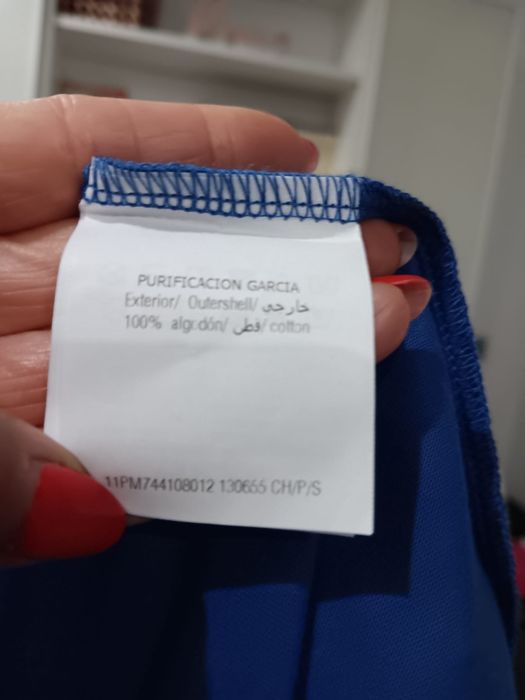 PURIFICACION GARCIA
Exterior/ Outershell/ خارجي
100% algodón/ قطن/ cotton
11PM744108012 130655 CH/P/S